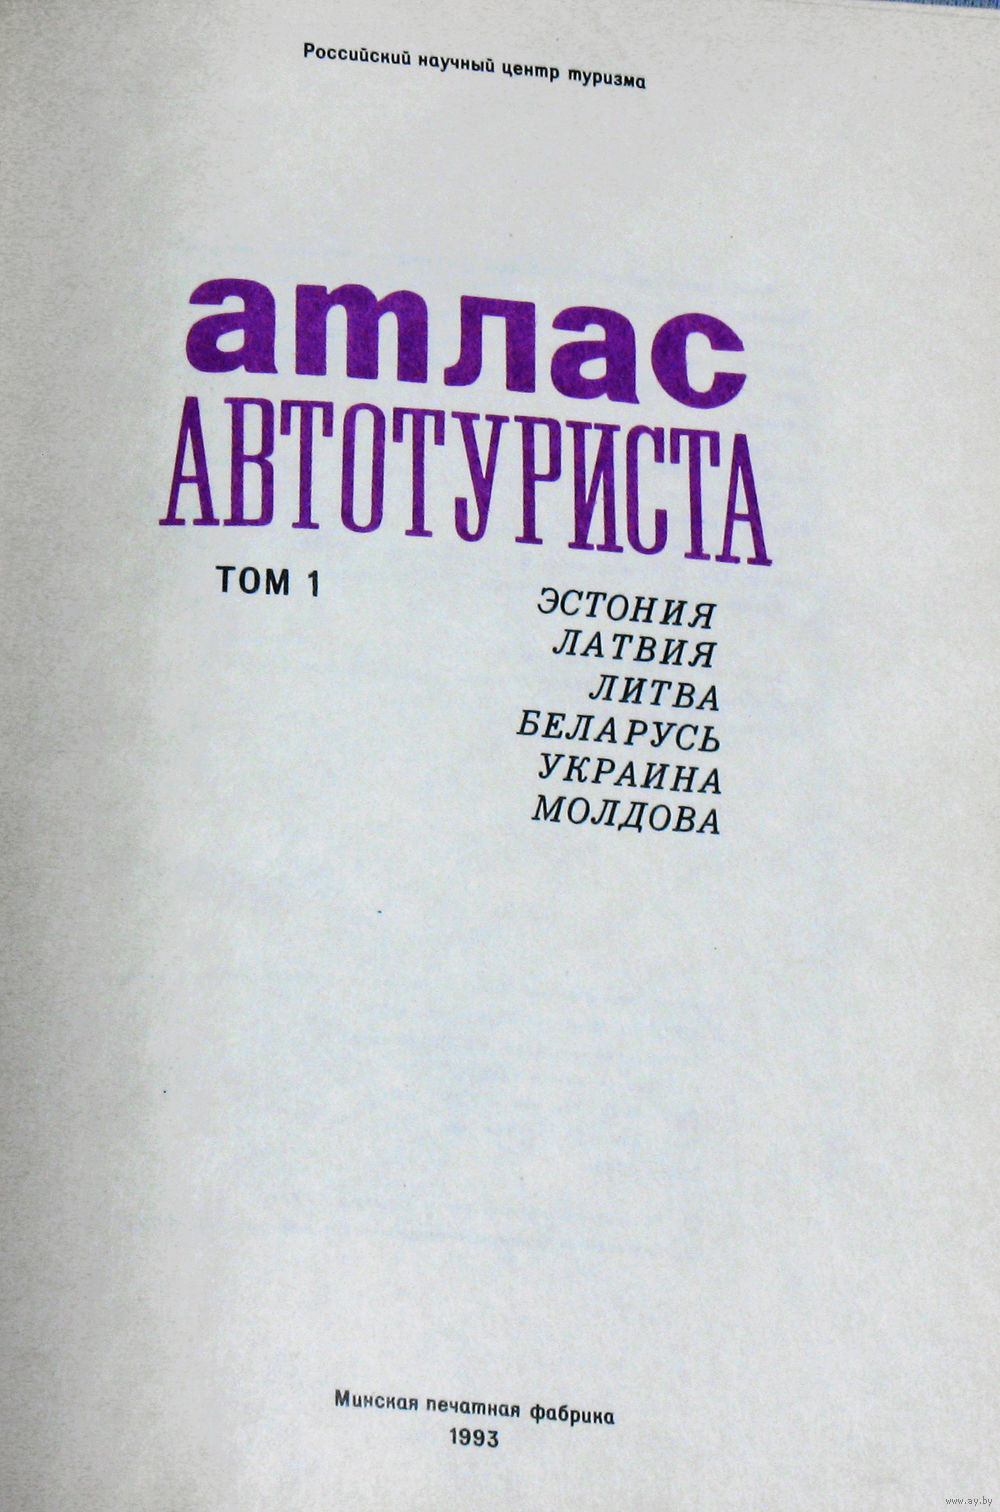 Российский научный центр туризма
атлас
АВТОТУРИСТА
ТОМ 1
ЭСТОНИЯ
ЛАТВИЯ
ЛИТВА
БЕЛАРУСЬ
УКРАИНА
МОЛДОВА
Минская печатная фабрика
1993
www.ay.by